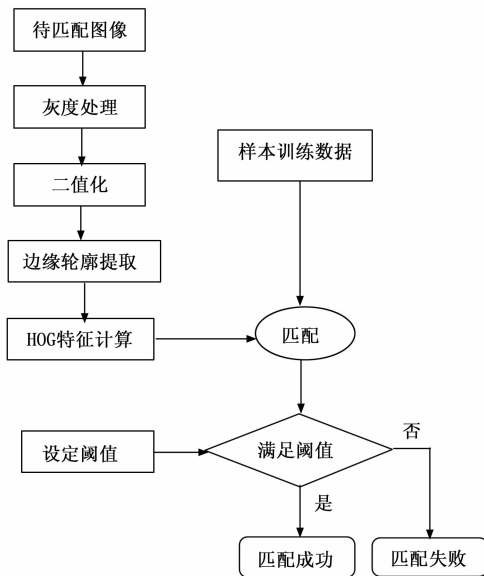 待匹配图像
灰度处理
样本训练数据
二值化
边缘轮廓提取
HOG特征计算
匹配
设定阈值
满足阈值
否
是
匹配成功
匹配失败